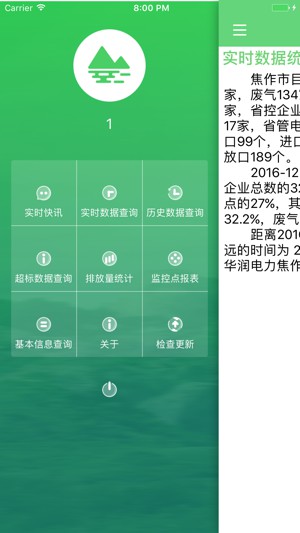 Carrier 8:00 PM
1
实时快讯 实时数据查询 历史数据查询
超标数据查询 排放量统计 监控点报表
基本信息查询 关于 检查更新
实时数据统
焦作市目
家，废气134
家，省控企业
17家，省管电
口99个，进口
放口189个。
2016-12
企业总数的32
点的27%，其
32.2%，废气
距离2016
远的时间为 2
华润电力焦作